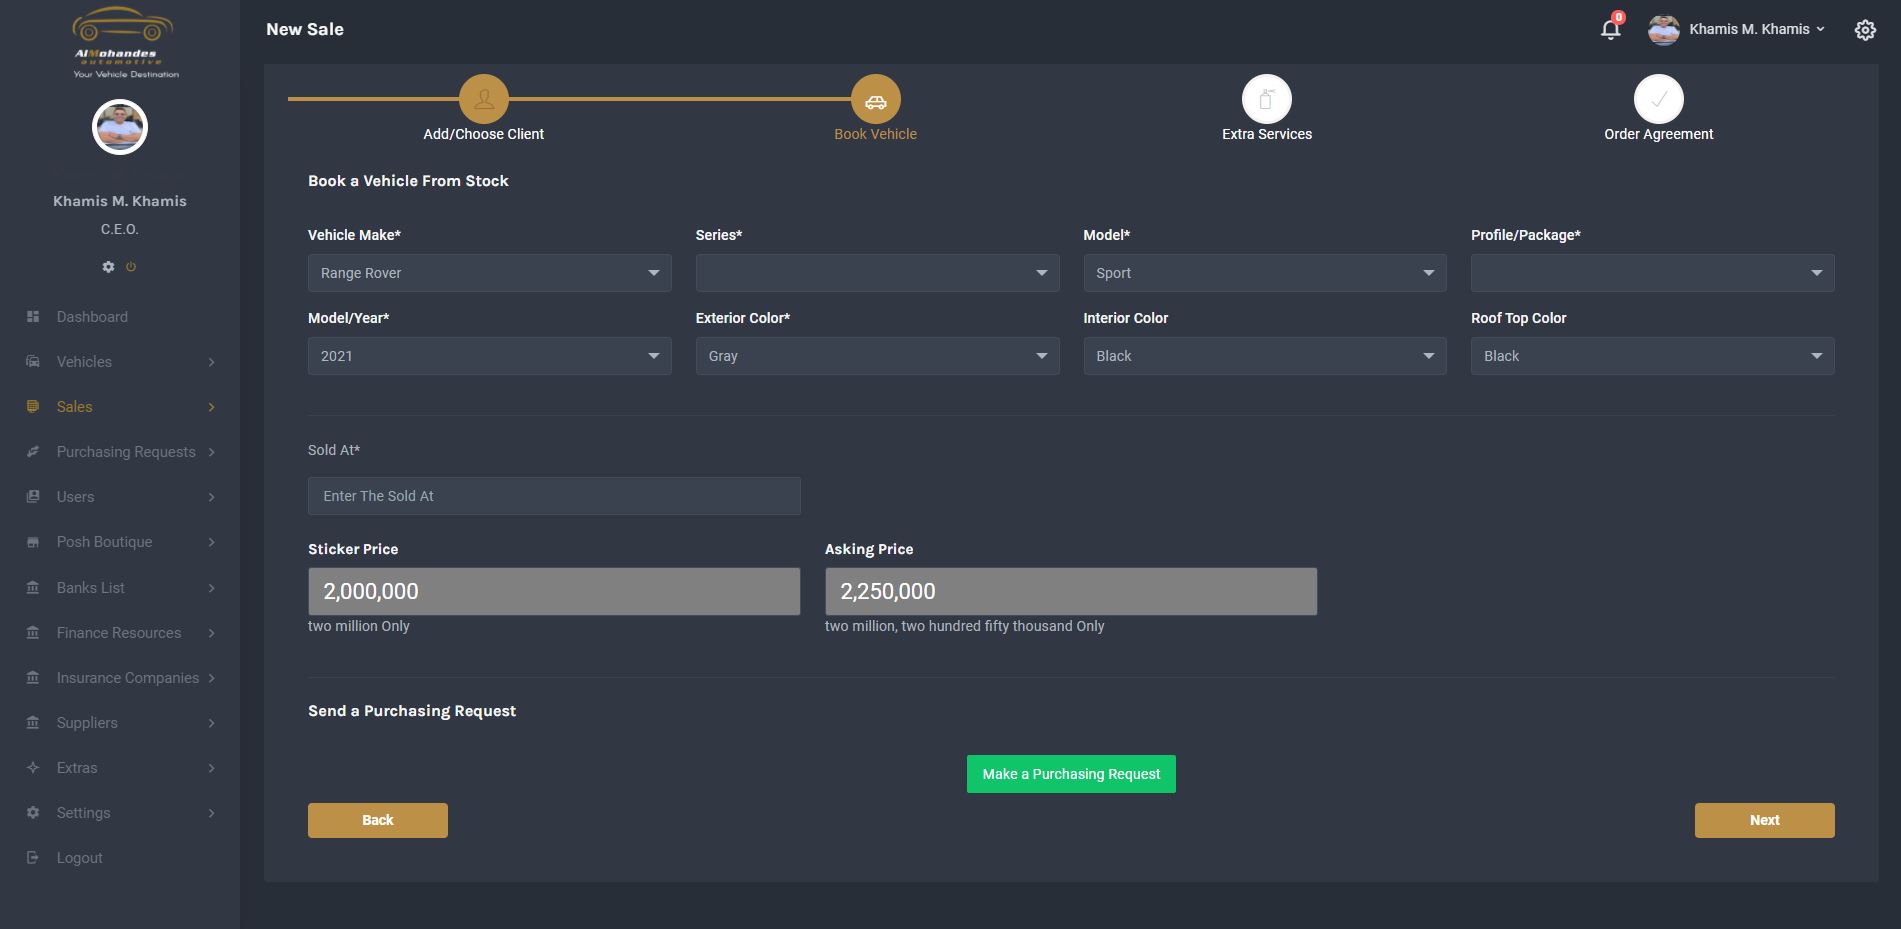 AlMohandes
automotive
Your Vehicle Destination
Khamis M. Khamis
C.E.O.
Dashboard
Vehicles
Sales
Purchasing Requests
Users
Posh Boutique
Banks List
Finance Resources
Insurance Companies
Suppliers
Extras
Settings
Logout
New Sale
0
Khamis M. Khamis
Add/Choose Client
Book Vehicle
Extra Services
Order Agreement
Book a Vehicle From Stock
Vehicle Make* Series* Model* Profile/Package*
Range Rover Sport
Model/Year* Exterior Color* Interior Color Roof Top Color
2021 Gray Black Black
Sold At*
Enter The Sold At
Sticker Price Asking Price
2,000,000 2,250,000
two million Only two million, two hundred fifty thousand Only
Send a Purchasing Request
Make a Purchasing Request
Back Next